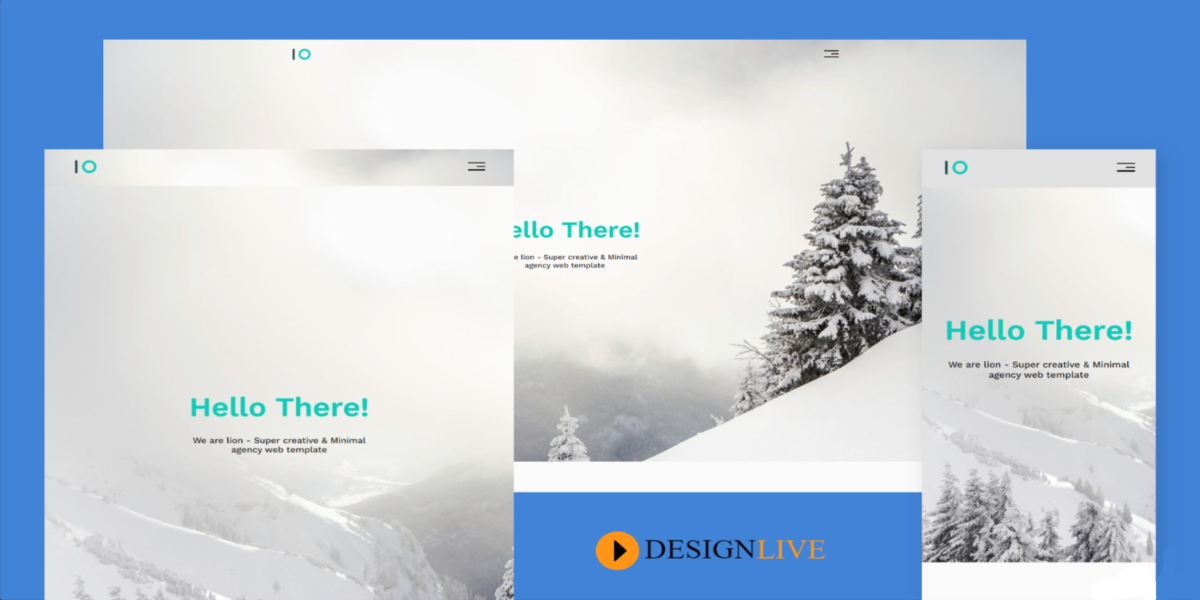 IO
ello There!
e lion - Super creative & Minimal
agency web template
IO
Hello There!
We are lion - Super creative & Minimal
agency web template
IO
Hello There!
We are lion - Super creative & Minimal
agency web template
DESIGNLIVE